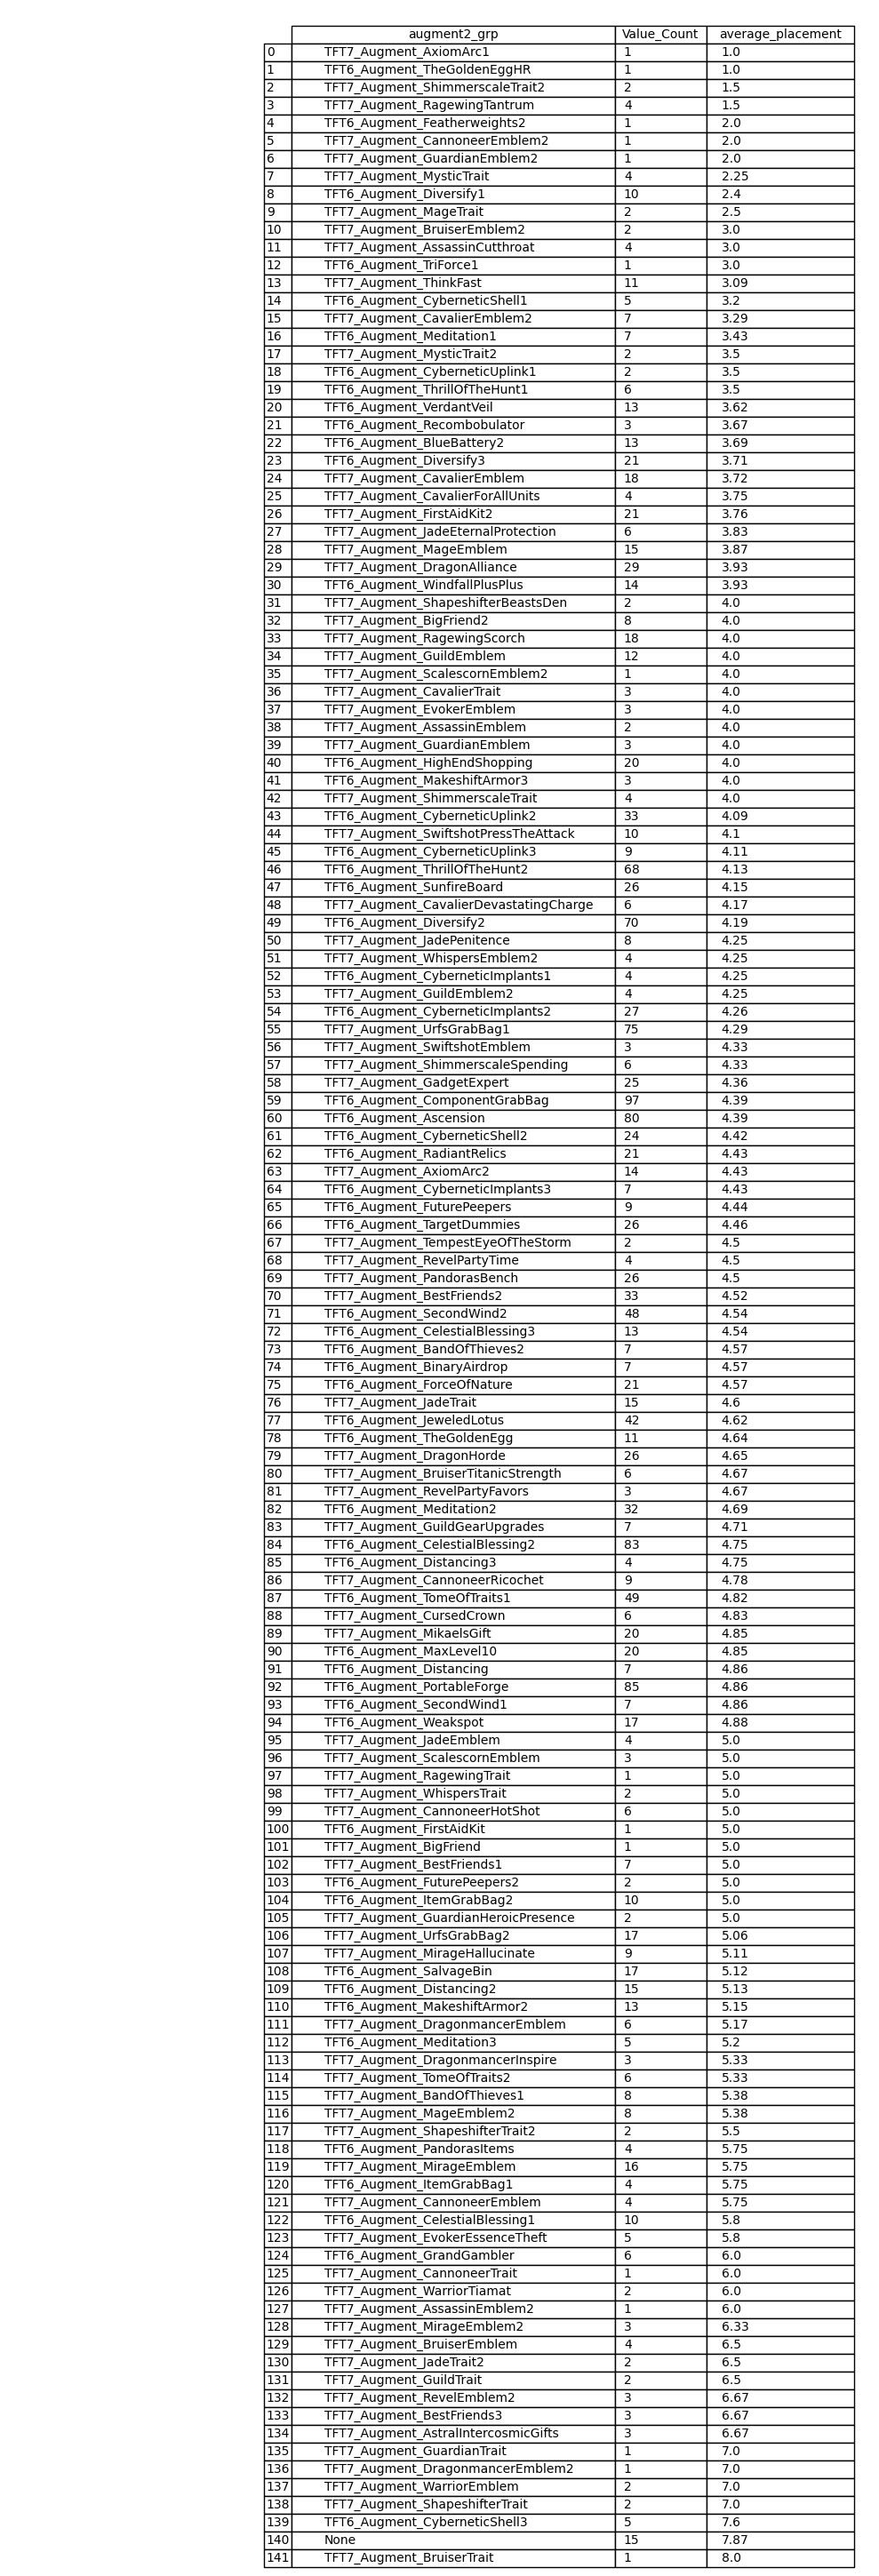 augment2_grp Value_Count average_placement
0 TFT7_Augment_AxiomArc1 1 1.0
1 TFT6_Augment_TheGoldenEggHR 1 1.0
2 TFT7_Augment_ShimmerscaleTrait2 2 1.5
3 TFT7_Augment_RagewingTantrum 4 1.5
4 TFT6_Augment_Featherweights2 1 2.0
5 TFT7_Augment_CannoneerEmblem2 1 2.0
6 TFT7_Augment_GuardianEmblem2 1 2.0
7 TFT7_Augment_MysticTrait 4 2.25
8 TFT6_Augment_Diversify1 10 2.4
9 TFT7_Augment_MageTrait 2 2.5
10 TFT7_Augment_BruiserEmblem2 2 3.0
11 TFT7_Augment_AssassinCutthroat 4 3.0
12 TFT6_Augment_TriForce1 1 3.0
13 TFT7_Augment_ThinkFast 11 3.09
14 TFT6_Augment_CyberneticShell1 5 3.2
15 TFT7_Augment_CavalierEmblem2 7 3.29
16 TFT6_Augment_Meditation1 7 3.43
17 TFT7_Augment_MysticTrait2 2 3.5
18 TFT6_Augment_CyberneticUplink1 2 3.5
19 TFT6_Augment_ThrillOfTheHunt1 6 3.5
20 TFT6_Augment_VerdantVeil 13 3.62
21 TFT6_Augment_Recombobulator 3 3.67
22 TFT6_Augment_BlueBattery2 13 3.69
23 TFT6_Augment_Diversify3 21 3.71
24 TFT7_Augment_CavalierEmblem 18 3.72
25 TFT7_Augment_CavalierForAllUnits 4 3.75
26 TFT6_Augment_FirstAidKit2 21 3.76
27 TFT7_Augment_JadeEternalProtection 6 3.83
28 TFT7_Augment_MageEmblem 15 3.87
29 TFT7_Augment_DragonAlliance 29 3.93
30 TFT6_Augment_WindfallPlusPlus 14 3.93
31 TFT7_Augment_ShapeshifterBeastsDen 2 4.0
32 TFT7_Augment_BigFriend2 8 4.0
33 TFT7_Augment_RagewingScorch 18 4.0
34 TFT7_Augment_GuildEmblem 12 4.0
35 TFT7_Augment_ScalescornEmblem2 1 4.0
36 TFT7_Augment_CavalierTrait 3 4.0
37 TFT7_Augment_EvokerEmblem 3 4.0
38 TFT7_Augment_AssassinEmblem 2 4.0
39 TFT7_Augment_GuardianEmblem 3 4.0
40 TFT6_Augment_HighEndShopping 20 4.0
41 TFT6_Augment_MakeshiftArmor3 3 4.0
42 TFT7_Augment_ShimmerscaleTrait 4 4.0
43 TFT6_Augment_CyberneticUplink2 33 4.09
44 TFT7_Augment_SwiftshotPressTheAttack 10 4.1
45 TFT6_Augment_CyberneticUplink3 9 4.11
46 TFT6_Augment_ThrillOfTheHunt2 68 4.13
47 TFT6_Augment_SunfireBoard 26 4.15
48 TFT7_Augment_CavalierDevastatingCharge 6 4.17
49 TFT6_Augment_Diversify2 70 4.19
50 TFT7_Augment_JadePenitence 8 4.25
51 TFT7_Augment_WhispersEmblem2 4 4.25
52 TFT6_Augment_CyberneticImplants1 4 4.25
53 TFT7_Augment_GuildEmblem2 4 4.25
54 TFT6_Augment_CyberneticImplants2 27 4.26
55 TFT7_Augment_UrfsGrabBag1 75 4.29
56 TFT7_Augment_SwiftshotEmblem 3 4.33
57 TFT7_Augment_ShimmerscaleSpending 6 4.33
58 TFT7_Augment_GadgetExpert 25 4.36
59 TFT6_Augment_ComponentGrabBag 97 4.39
60 TFT6_Augment_Ascension 80 4.39
61 TFT6_Augment_CyberneticShell2 24 4.42
62 TFT6_Augment_RadiantRelics 21 4.43
63 TFT7_Augment_AxiomArc2 14 4.43
64 TFT6_Augment_CyberneticImplants3 7 4.43
65 TFT6_Augment_FuturePeepers 9 4.44
66 TFT6_Augment_TargetDummies 26 4.46
67 TFT7_Augment_TempestEyeOfTheStorm 2 4.5
68 TFT7_Augment_RevelPartyTime 4 4.5
69 TFT7_Augment_PandorasBench 26 4.5
70 TFT7_Augment_BestFriends2 33 4.52
71 TFT6_Augment_SecondWind2 48 4.54
72 TFT6_Augment_CelestialBlessing3 13 4.54
73 TFT6_Augment_BandOfThieves2 7 4.57
74 TFT6_Augment_BinaryAirdrop 7 4.57
75 TFT6_Augment_ForceOfNature 21 4.57
76 TFT7_Augment_JadeTrait 15 4.6
77 TFT6_Augment_JeweledLotus 42 4.62
78 TFT6_Augment_TheGoldenEgg 11 4.64
79 TFT7_Augment_DragonHorde 26 4.65
80 TFT7_Augment_BruiserTitanicStrength 6 4.67
81 TFT7_Augment_RevelPartyFavors 3 4.67
82 TFT6_Augment_Meditation2 32 4.69
83 TFT7_Augment_GuildGearUpgrades 7 4.71
84 TFT6_Augment_CelestialBlessing2 83 4.75
85 TFT6_Augment_Distancing3 4 4.75
86 TFT7_Augment_CannoneerRicochet 9 4.78
87 TFT6_Augment_TomeOfTraits1 49 4.82
88 TFT7_Augment_CursedCrown 6 4.83
89 TFT7_Augment_MikaelsGift 20 4.85
90 TFT6_Augment_MaxLevel10 20 4.85
91 TFT6_Augment_Distancing 7 4.86
92 TFT6_Augment_PortableForge 85 4.86
93 TFT6_Augment_SecondWind1 7 4.86
94 TFT6_Augment_Weakspot 17 4.88
95 TFT7_Augment_JadeEmblem 4 5.0
96 TFT7_Augment_ScalescornEmblem 3 5.0
97 TFT7_Augment_RagewingTrait 1 5.0
98 TFT7_Augment_WhispersTrait 2 5.0
99 TFT7_Augment_CannoneerHotShot 6 5.0
100 TFT6_Augment_FirstAidKit 1 5.0
101 TFT7_Augment_BigFriend 1 5.0
102 TFT7_Augment_BestFriends1 7 5.0
103 TFT6_Augment_FuturePeepers2 2 5.0
104 TFT6_Augment_ItemGrabBag2 10 5.0
105 TFT7_Augment_GuardianHeroicPresence 2 5.0
106 TFT7_Augment_UrfsGrabBag2 17 5.06
107 TFT7_Augment_MirageHallucinate 9 5.11
108 TFT6_Augment_SalvageBin 17 5.12
109 TFT6_Augment_Distancing2 15 5.13
110 TFT6_Augment_MakeshiftArmor2 13 5.15
111 TFT7_Augment_DragonmancerEmblem 6 5.17
112 TFT6_Augment_Meditation3 5 5.2
113 TFT7_Augment_DragonmancerInspire 3 5.33
114 TFT7_Augment_TomeOfTraits2 6 5.33
115 TFT7_Augment_BandOfThieves1 8 5.38
116 TFT7_Augment_MageEmblem2 8 5.38
117 TFT7_Augment_ShapeshifterTrait2 2 5.5
118 TFT6_Augment_PandorasItems 4 5.75
119 TFT7_Augment_MirageEmblem 16 5.75
120 TFT6_Augment_ItemGrabBag1 4 5.75
121 TFT7_Augment_CannoneerEmblem 4 5.75
122 TFT6_Augment_CelestialBlessing1 10 5.8
123 TFT7_Augment_EvokerEssenceTheft 5 5.8
124 TFT6_Augment_GrandGambler 6 6.0
125 TFT7_Augment_CannoneerTrait 1 6.0
126 TFT7_Augment_WarriorTiamat 2 6.0
127 TFT7_Augment_AssassinEmblem2 1 6.0
128 TFT7_Augment_MirageEmblem2 3 6.33
129 TFT7_Augment_BruiserEmblem 4 6.5
130 TFT7_Augment_JadeTrait2 2 6.5
131 TFT7_Augment_GuildTrait 2 6.5
132 TFT7_Augment_RevelEmblem2 3 6.67
133 TFT7_Augment_BestFriends3 3 6.67
134 TFT7_Augment_AstralIntercosmicGifts 3 6.67
135 TFT7_Augment_GuardianTrait 1 7.0
136 TFT7_Augment_DragonmancerEmblem2 1 7.0
137 TFT7_Augment_WarriorEmblem 2 7.0
138 TFT7_Augment_ShapeshifterTrait 2 7.0
139 TFT6_Augment_CyberneticShell3 5 7.6
140 None 15 7.87
141 TFT7_Augment_BruiserTrait 1 8.0